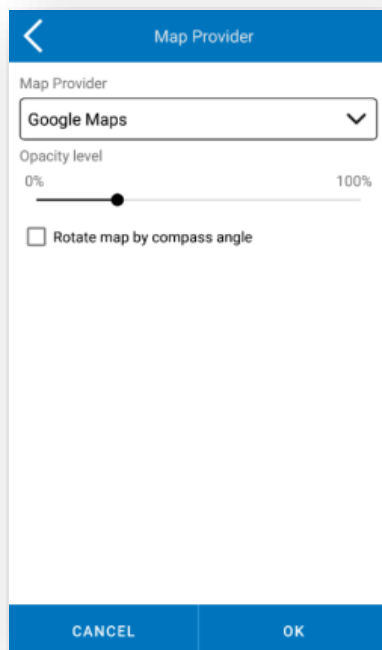 Map Provider
Map Provider
Google Maps
Opacity level
0% 100%
Rotate map by compass angle
CANCEL OK